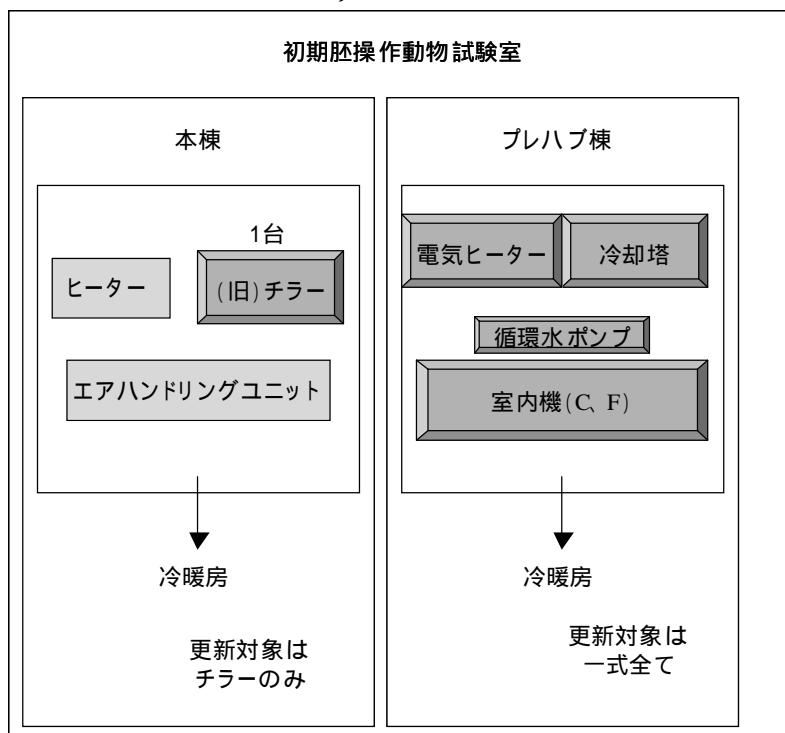 初期胚操作動物試験室
本棟
1台
ヒーター
(旧)チラー
エアハンドリングユニット
冷暖房
更新対象は
チラーのみ
プレハブ棟
電気ヒーター
冷却塔
循環水ポンプ
室内機(C、F)
冷暖房
更新対象は
一式全て